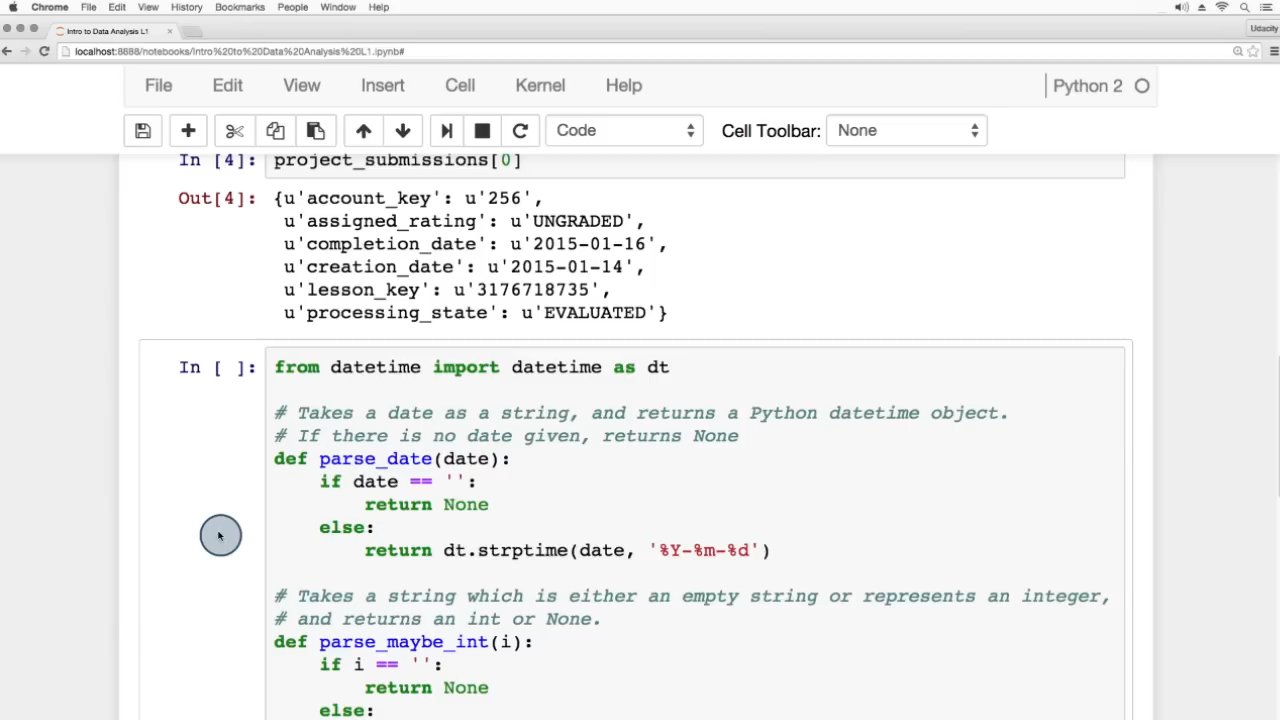 Chrome File Edit View History Bookmarks People Window Help
Intro to Data Analysis L1
Udacity
localhost:8888/notebooks/Intro%20to%20Data%20Analysis%20L1.ipynb#
File Edit View Insert Cell Kernel Help Python 2
Code Cell Toolbar: None
In [4]: project_submissions[0]
Out[4]: {u'account_key': u'256',
u'assigned_rating': u'UNGRADED',
u'completion_date': u'2015-01-16',
u'creation_date': u'2015-01-14',
u'lesson_key': u'3176718735',
u'processing_state': u'EVALUATED'}
In [ ]: from datetime import datetime as dt
# Takes a date as a string, and returns a Python datetime object.
# If there is no date given, returns None
def parse_date(date):
if date == '':
return None
else:
return dt.strptime(date, '%Y-%m-%d')
# Takes a string which is either an empty string or represents an integer,
# and returns an int or None.
def parse_maybe_int(i):
if i == '':
return None
else: